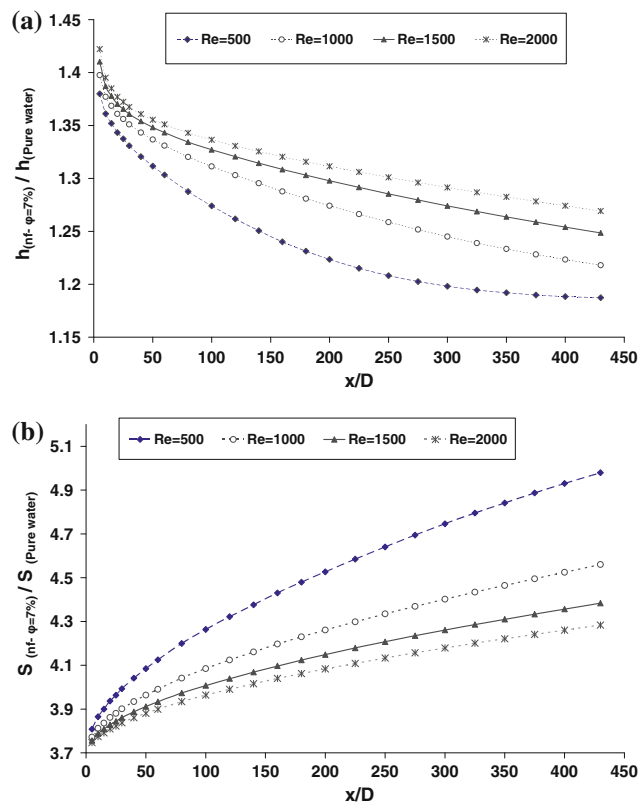 (a)
1.45
Re=500 Re=1000 Re=1500 Re=2000
1.4
1.35
1.3
1.25
1.2
1.15
h(nf- φ=7%) / h(Pure water)
0 50 100 150 200 250 300 350 400 450
x/D
(b)
5.1
Re=500 Re=1000 Re=1500 Re=2000
4.9
4.7
4.5
4.3
4.1
3.9
3.7
S (nf- φ=7%) / S (Pure water)
0 50 100 150 200 250 300 350 400 450
x/D